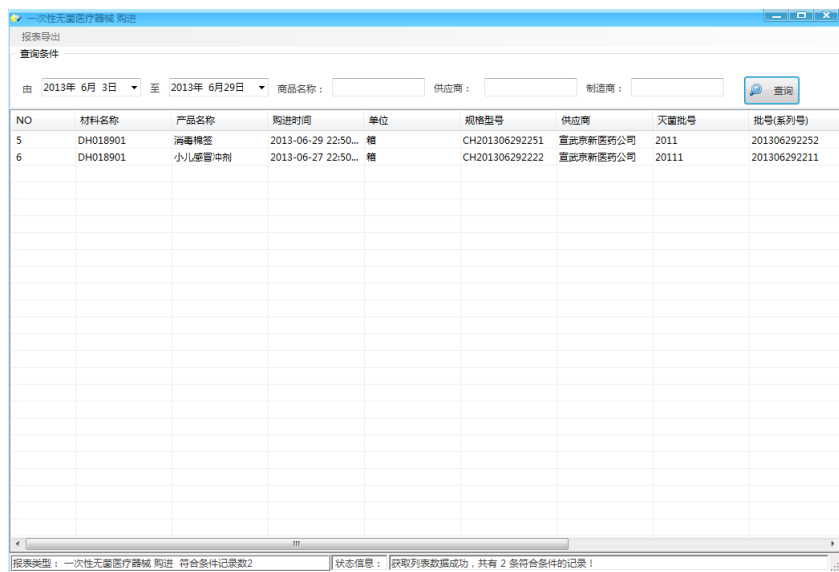 一次性无菌医疗器械 购进
报表导出
查询条件
由 2013年 6月 3日 至 2013年 6月29日 商品名称： 供应商： 制造商： 查询
NO 材料名称 产品名称 购进时间 单位 规格型号 供应商 灭菌批号 批号(系列号)
5 DH018901 消毒棉签 2013-06-29 22:50... 箱 CH201306292251 宣武京新医药公司 2011 201306292252
6 DH018901 小儿感冒冲剂 2013-06-27 22:50... 箱 CH201306292222 宣武京新医药公司 20111 201306292211
报表类型： 一次性无菌医疗器械 购进 符合条件记录数2 状态信息： 获取列表数据成功，共有 2 条符合条件的记录！